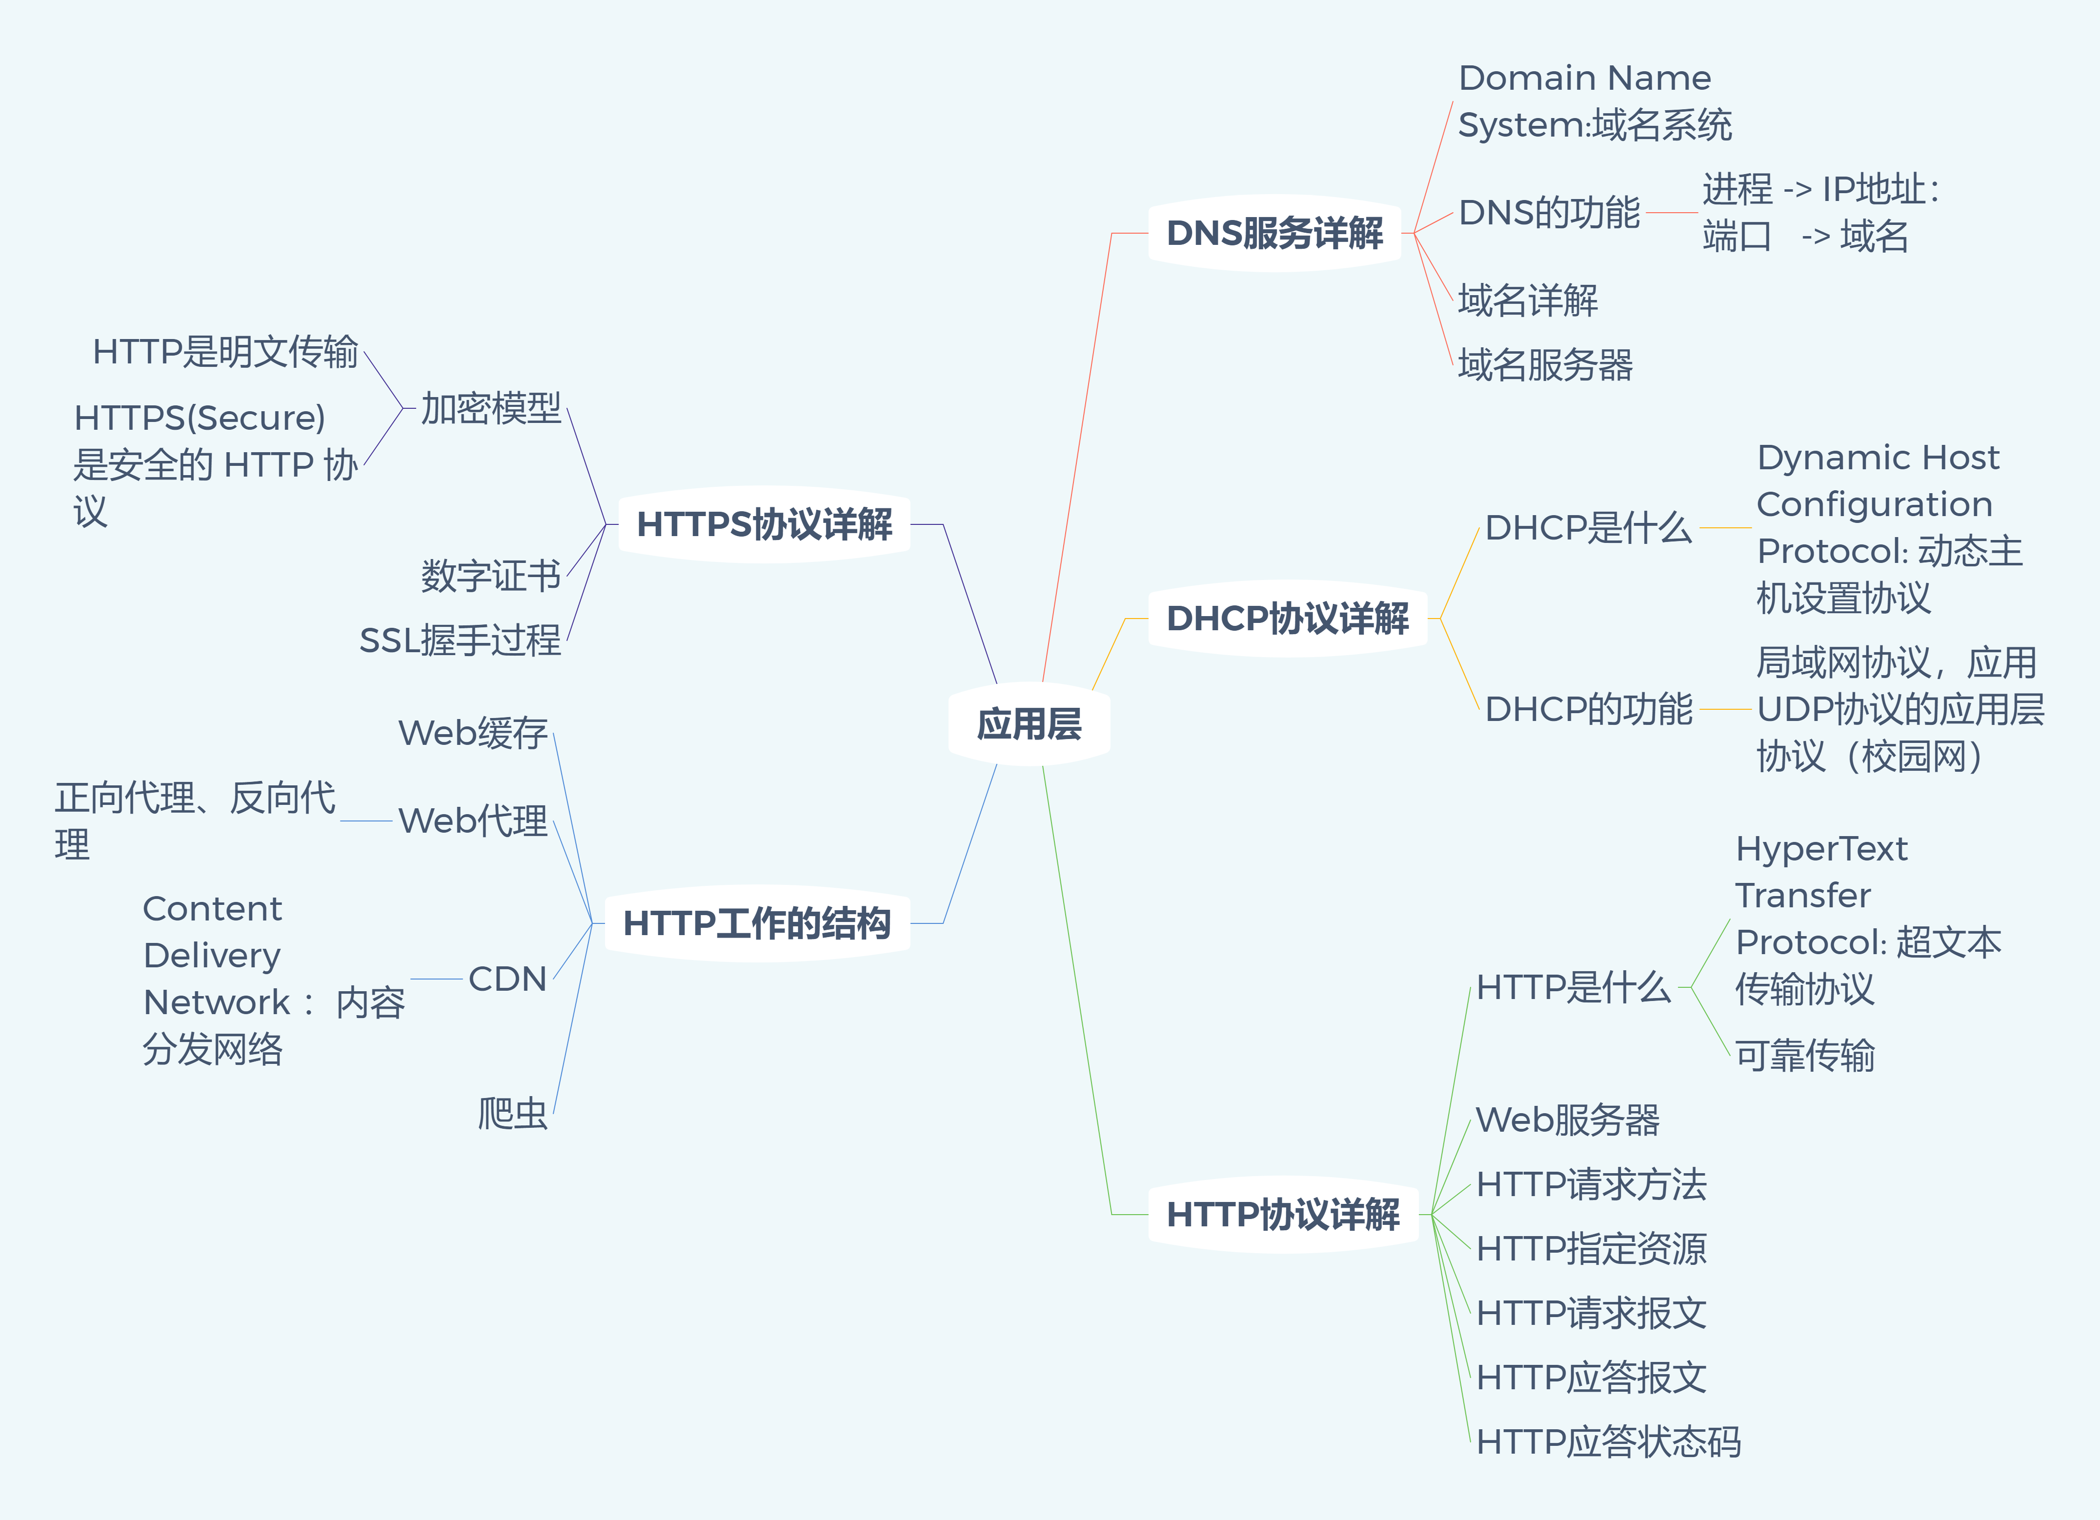 应用层
DNS服务详解
Domain Name
System:域名系统
DNS的功能
进程 -> IP地址：
端口 -> 域名
域名详解
域名服务器
DHCP协议详解
DHCP是什么
Dynamic Host
Configuration
Protocol: 动态主
机设置协议
DHCP的功能
局域网协议，应用
UDP协议的应用层
协议（校园网）
HTTP协议详解
HTTP是什么
HyperText
Transfer
Protocol: 超文本
传输协议
可靠传输
Web服务器
HTTP请求方法
HTTP指定资源
HTTP请求报文
HTTP应答报文
HTTP应答状态码
HTTP工作的结构
Web缓存
Web代理
正向代理、反向代
理
CDN
Content
Delivery
Network ：内容
分发网络
爬虫
HTTPS协议详解
加密模型
HTTP是明文传输
HTTPS(Secure)
是安全的 HTTP 协
议
数字证书
SSL握手过程